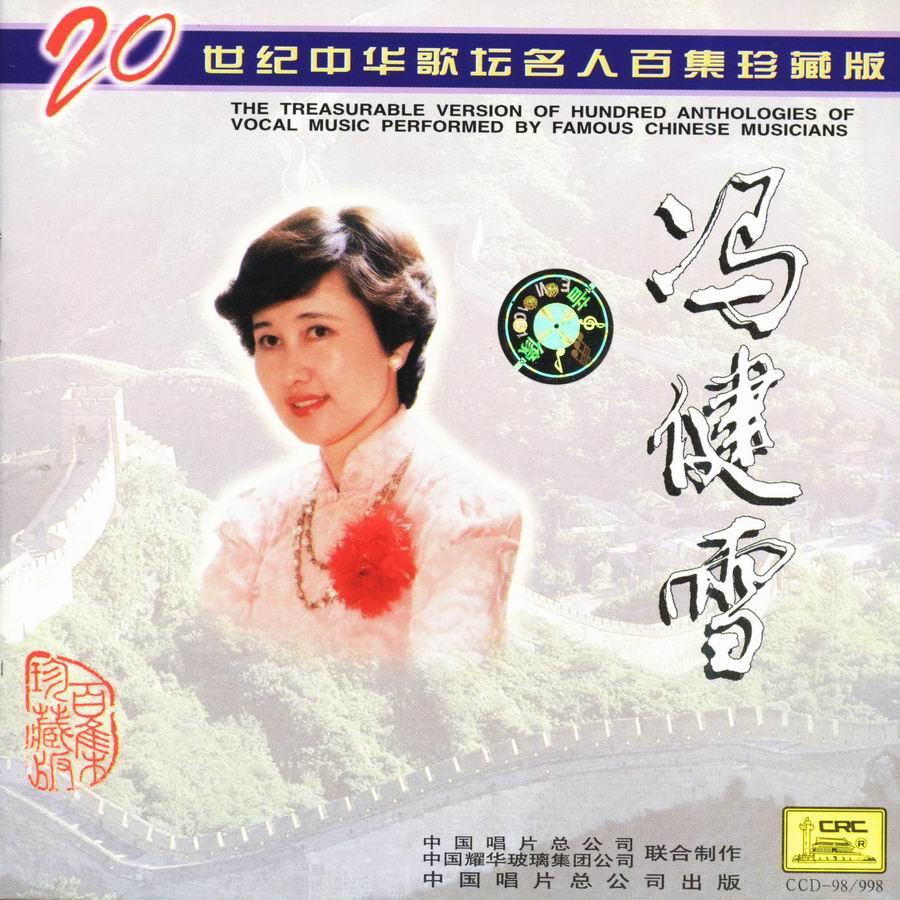 20世纪中华歌坛名人百集珍藏版
THE TREASURABLE VERSION OF HUNDRED ANTHOLOGIES OF
VOCAL MUSIC PERFORMED BY FAMOUS CHINESE MUSICIANS
冯健雪
百集
珍藏版
中国唱片总公司
中国耀华玻璃集团公司
联合制作
中国唱片总公司出版
CRC
®
CCD-98/998